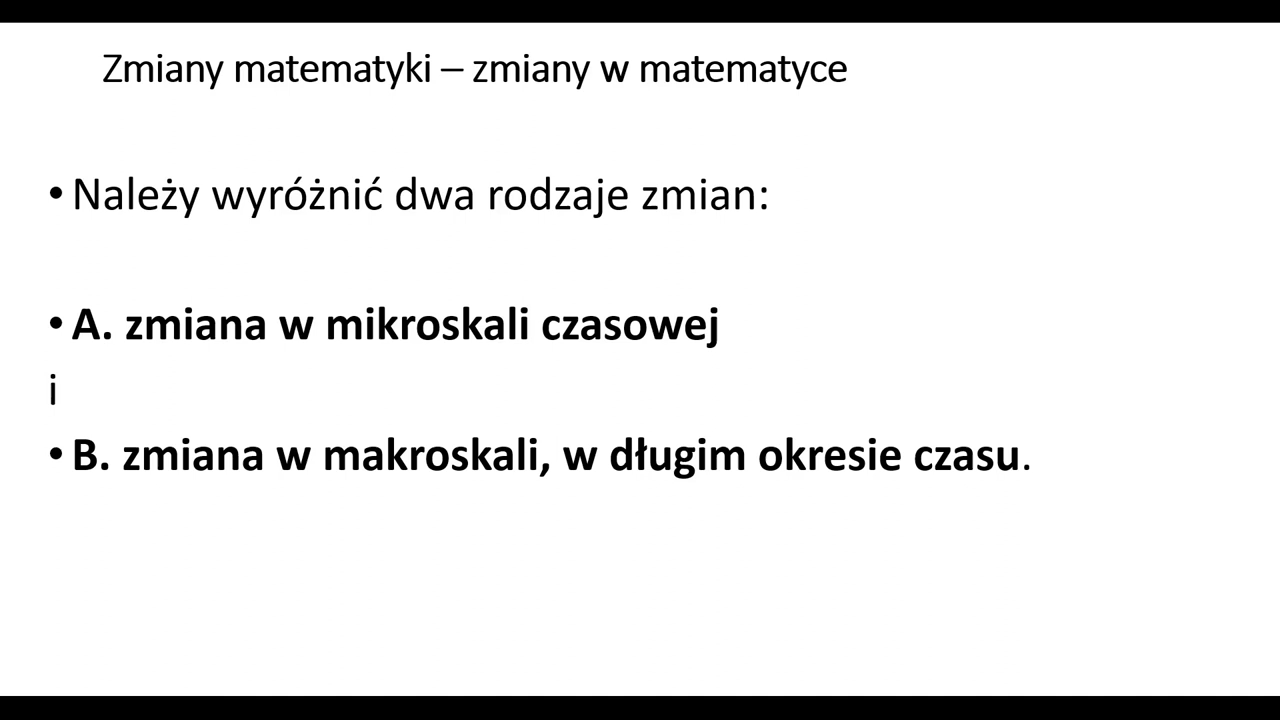 Zmiany matematyki – zmiany w matematyce
• Należy wyróżnić dwa rodzaje zmian:
• A. zmiana w mikroskali czasowej
i
• B. zmiana w makroskali, w długim okresie czasu.